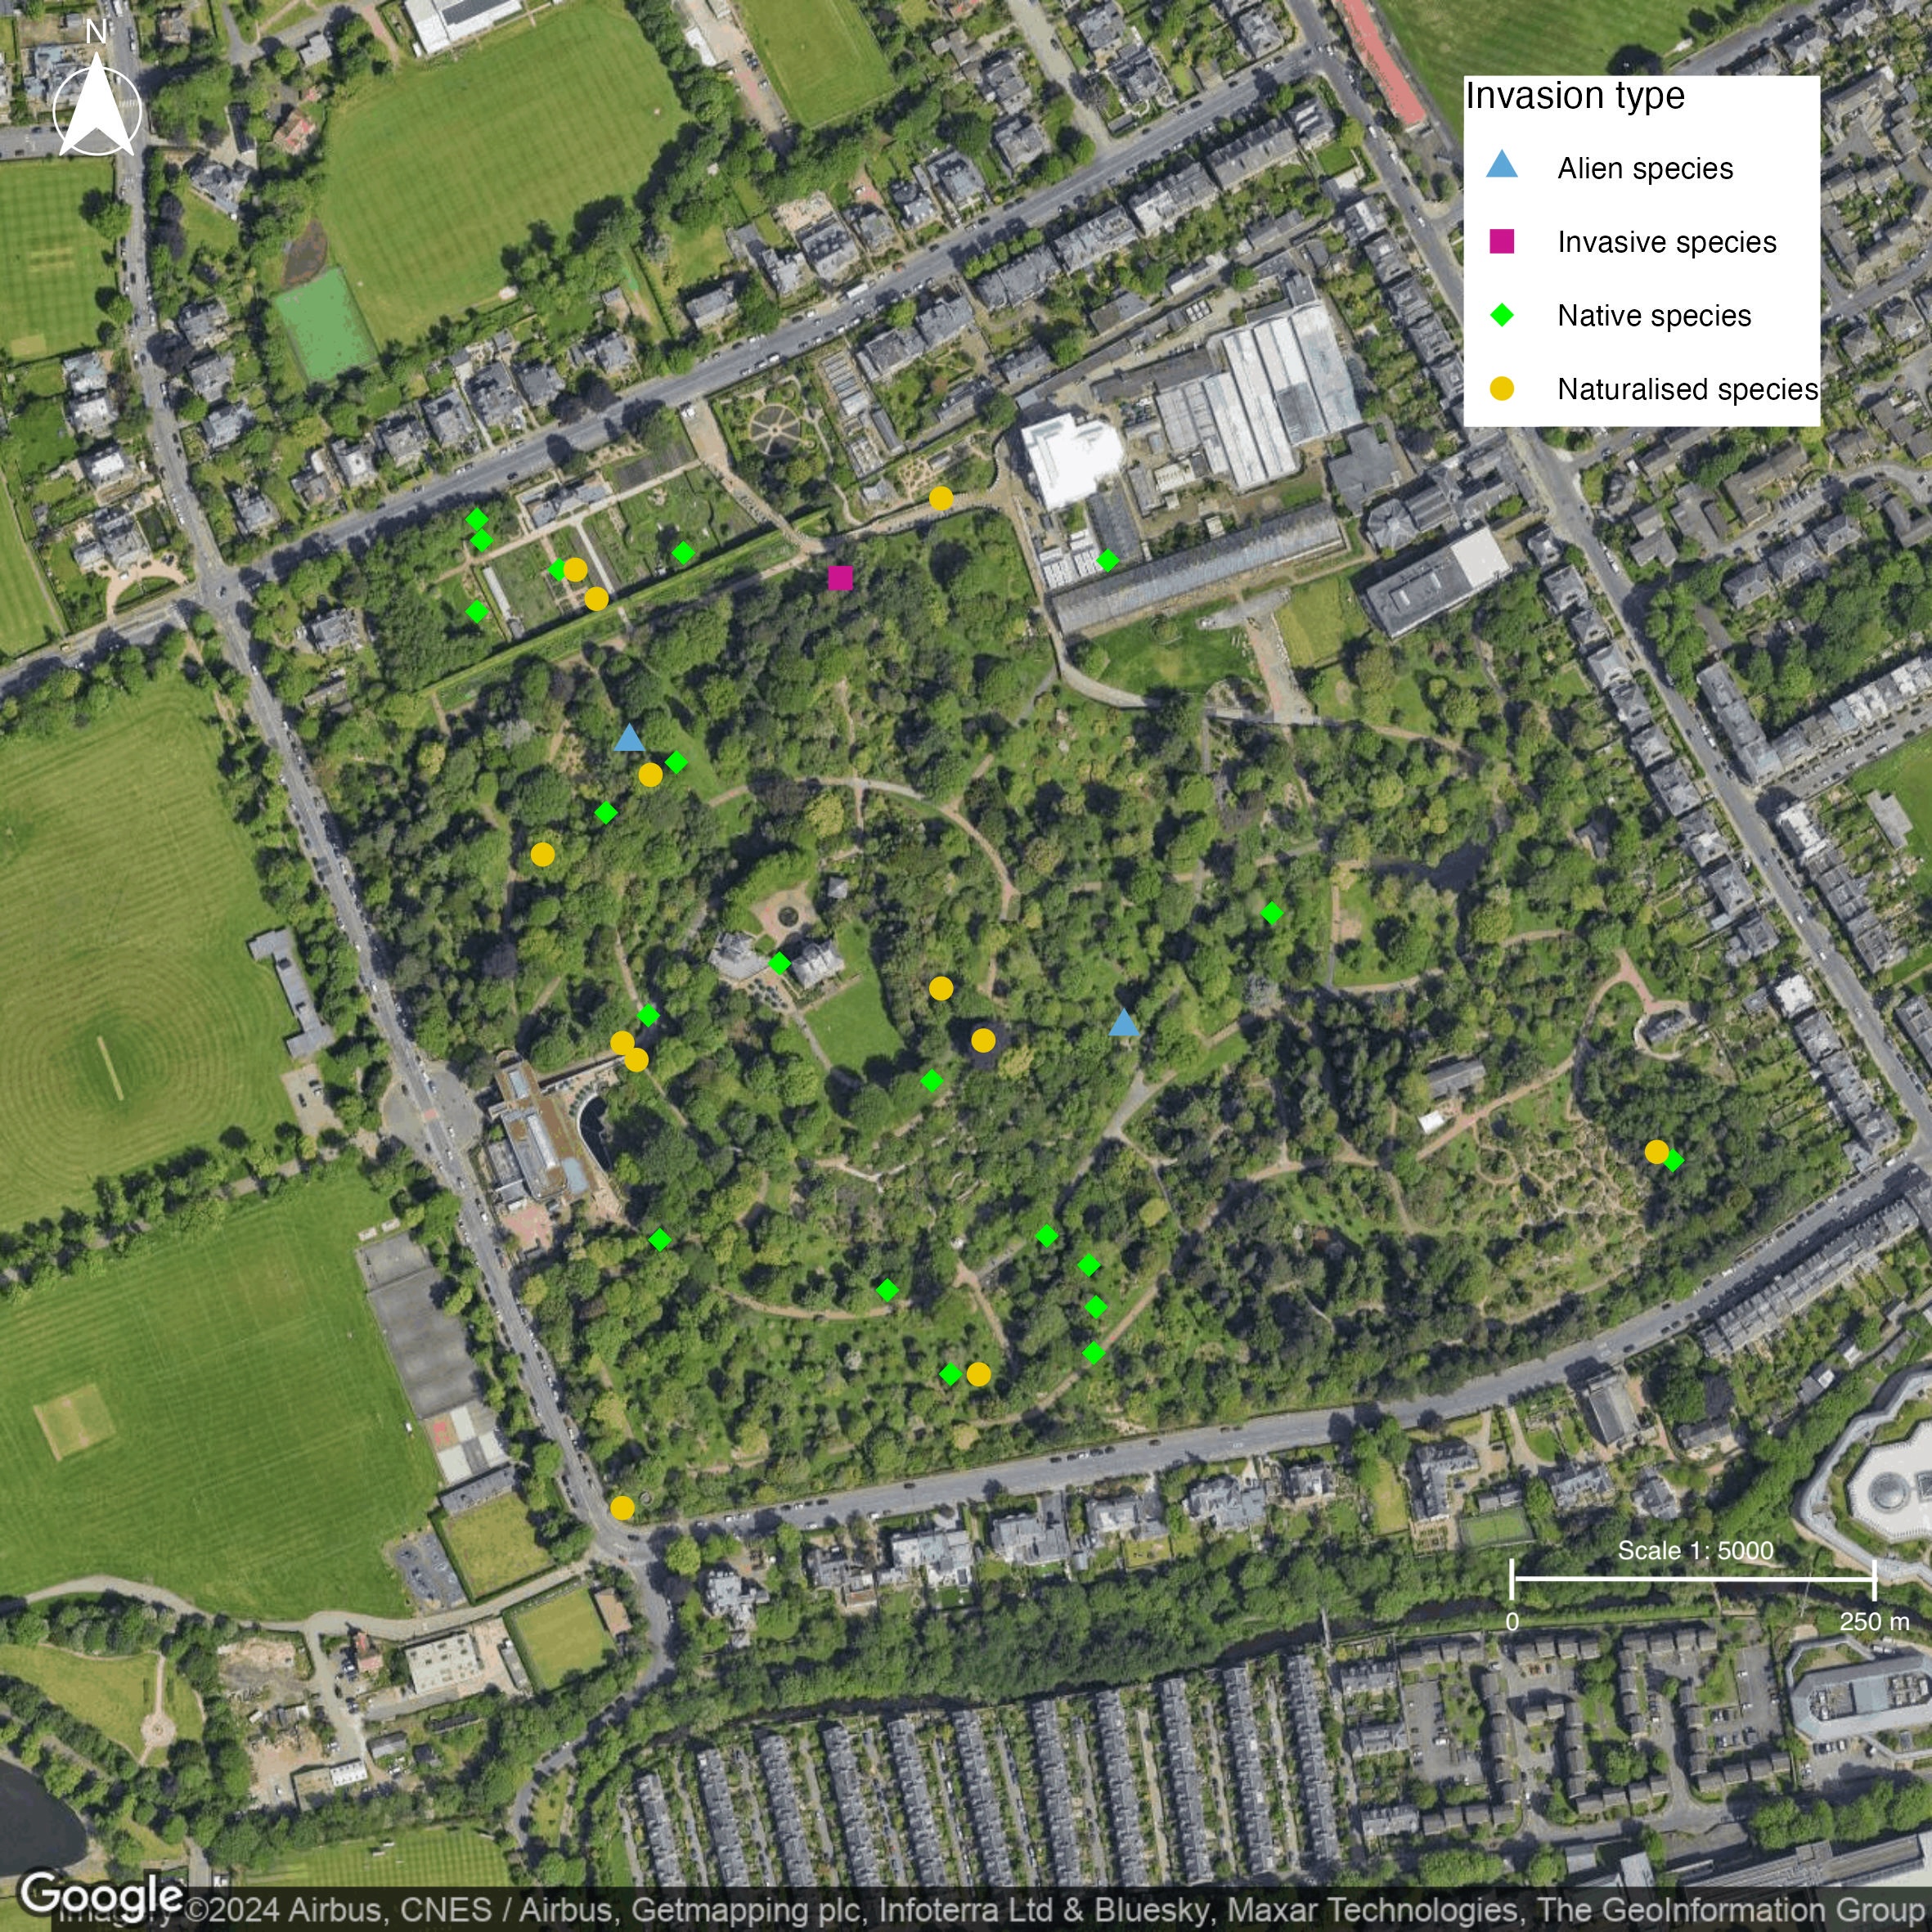 N
Invasion type
Alien species
Invasive species
Native species
Naturalised species
Scale 1: 5000
0 250 m
Google
Imagery ©2024 Airbus, CNES / Airbus, Getmapping plc, Infoterra Ltd & Bluesky, Maxar Technologies, The GeoInformation Group